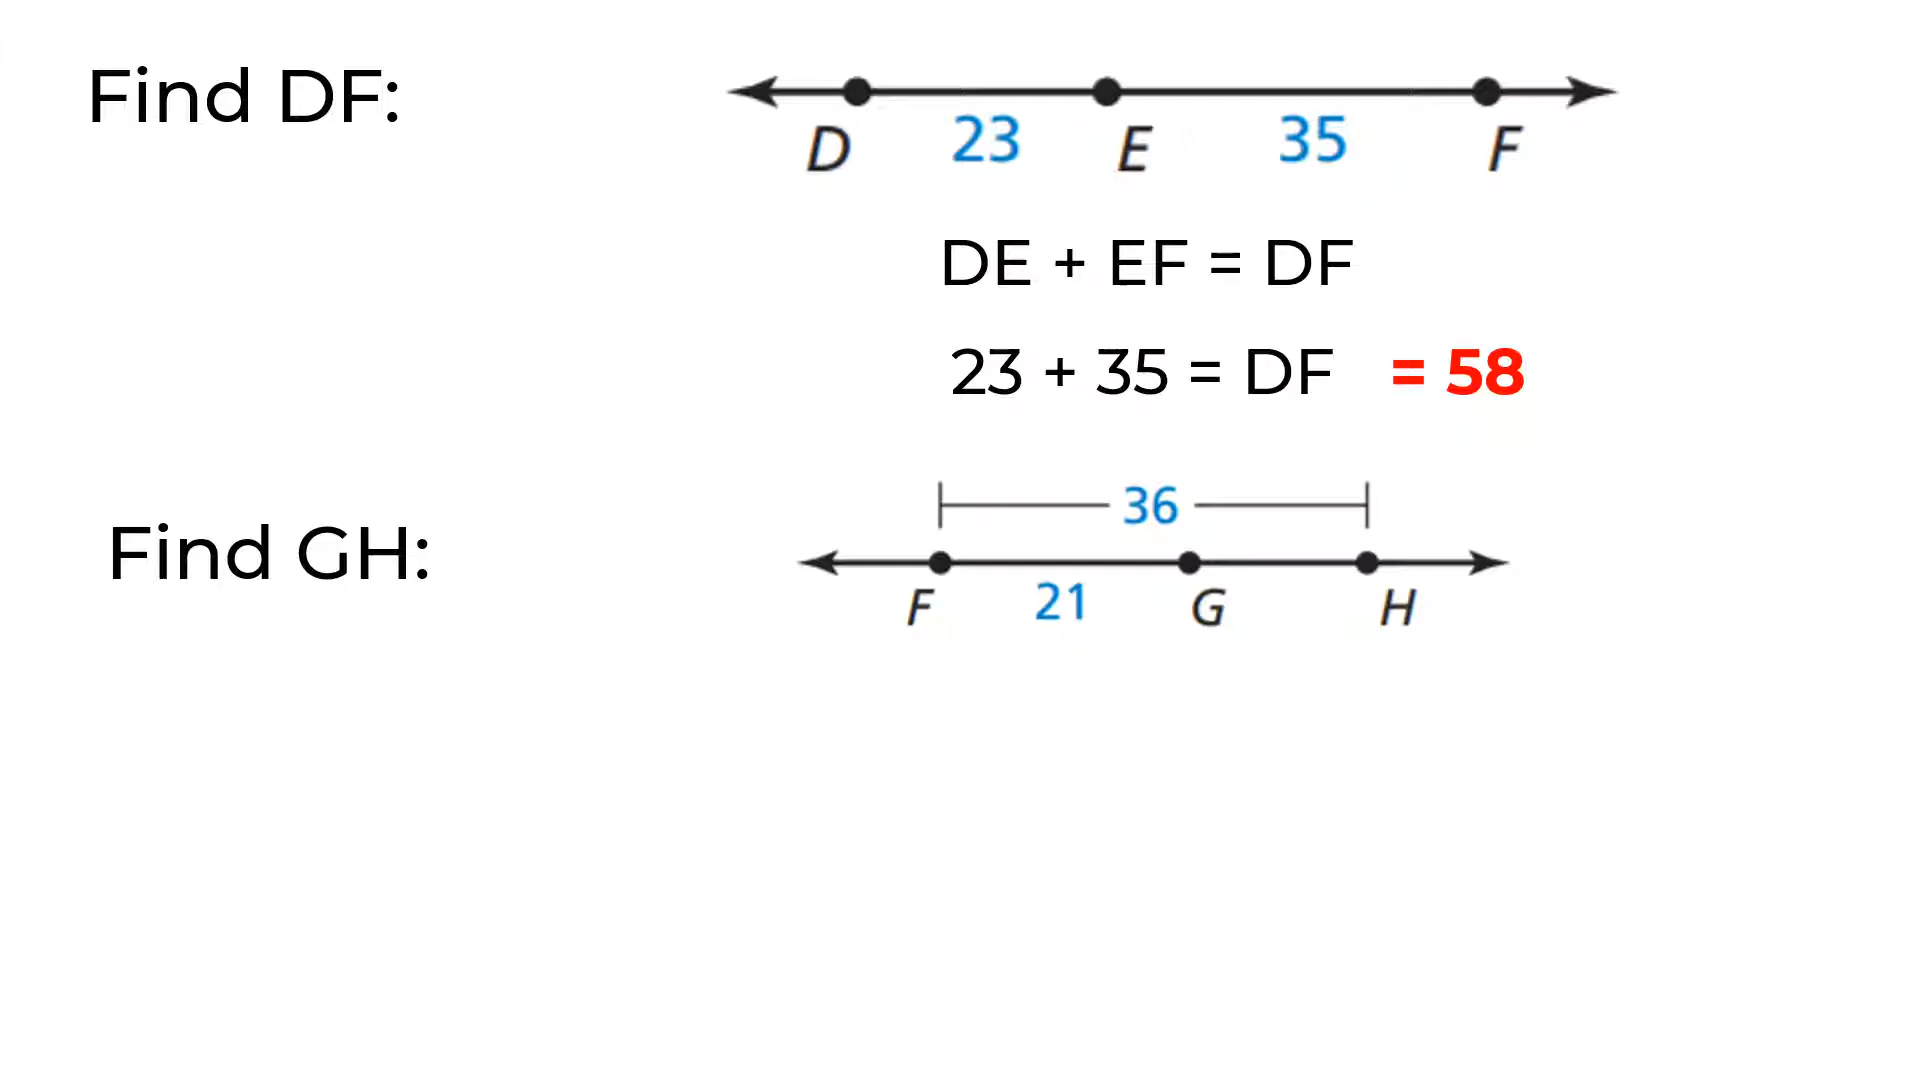 Find DF:
D 23 E 35 F
DE + EF = DF
23 + 35 = DF = 58
Find GH:
36
F 21 G H